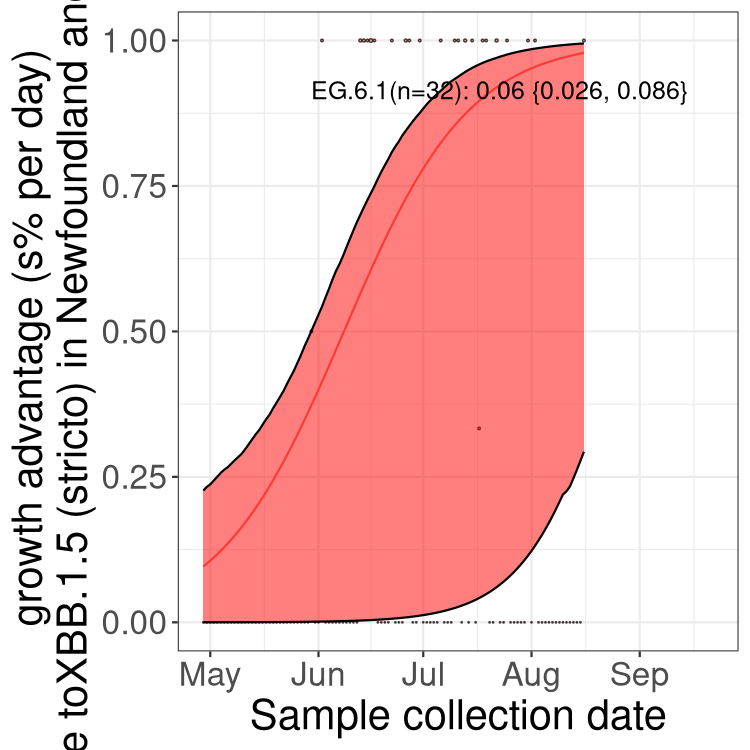 growth advantage (s% per day)
e toXBB.1.5 (stricto) in Newfoundland and
1.00
0.75
0.50
0.25
0.00
EG.6.1(n=32): 0.06 {0.026, 0.086}
May Jun Jul Aug Sep
Sample collection date